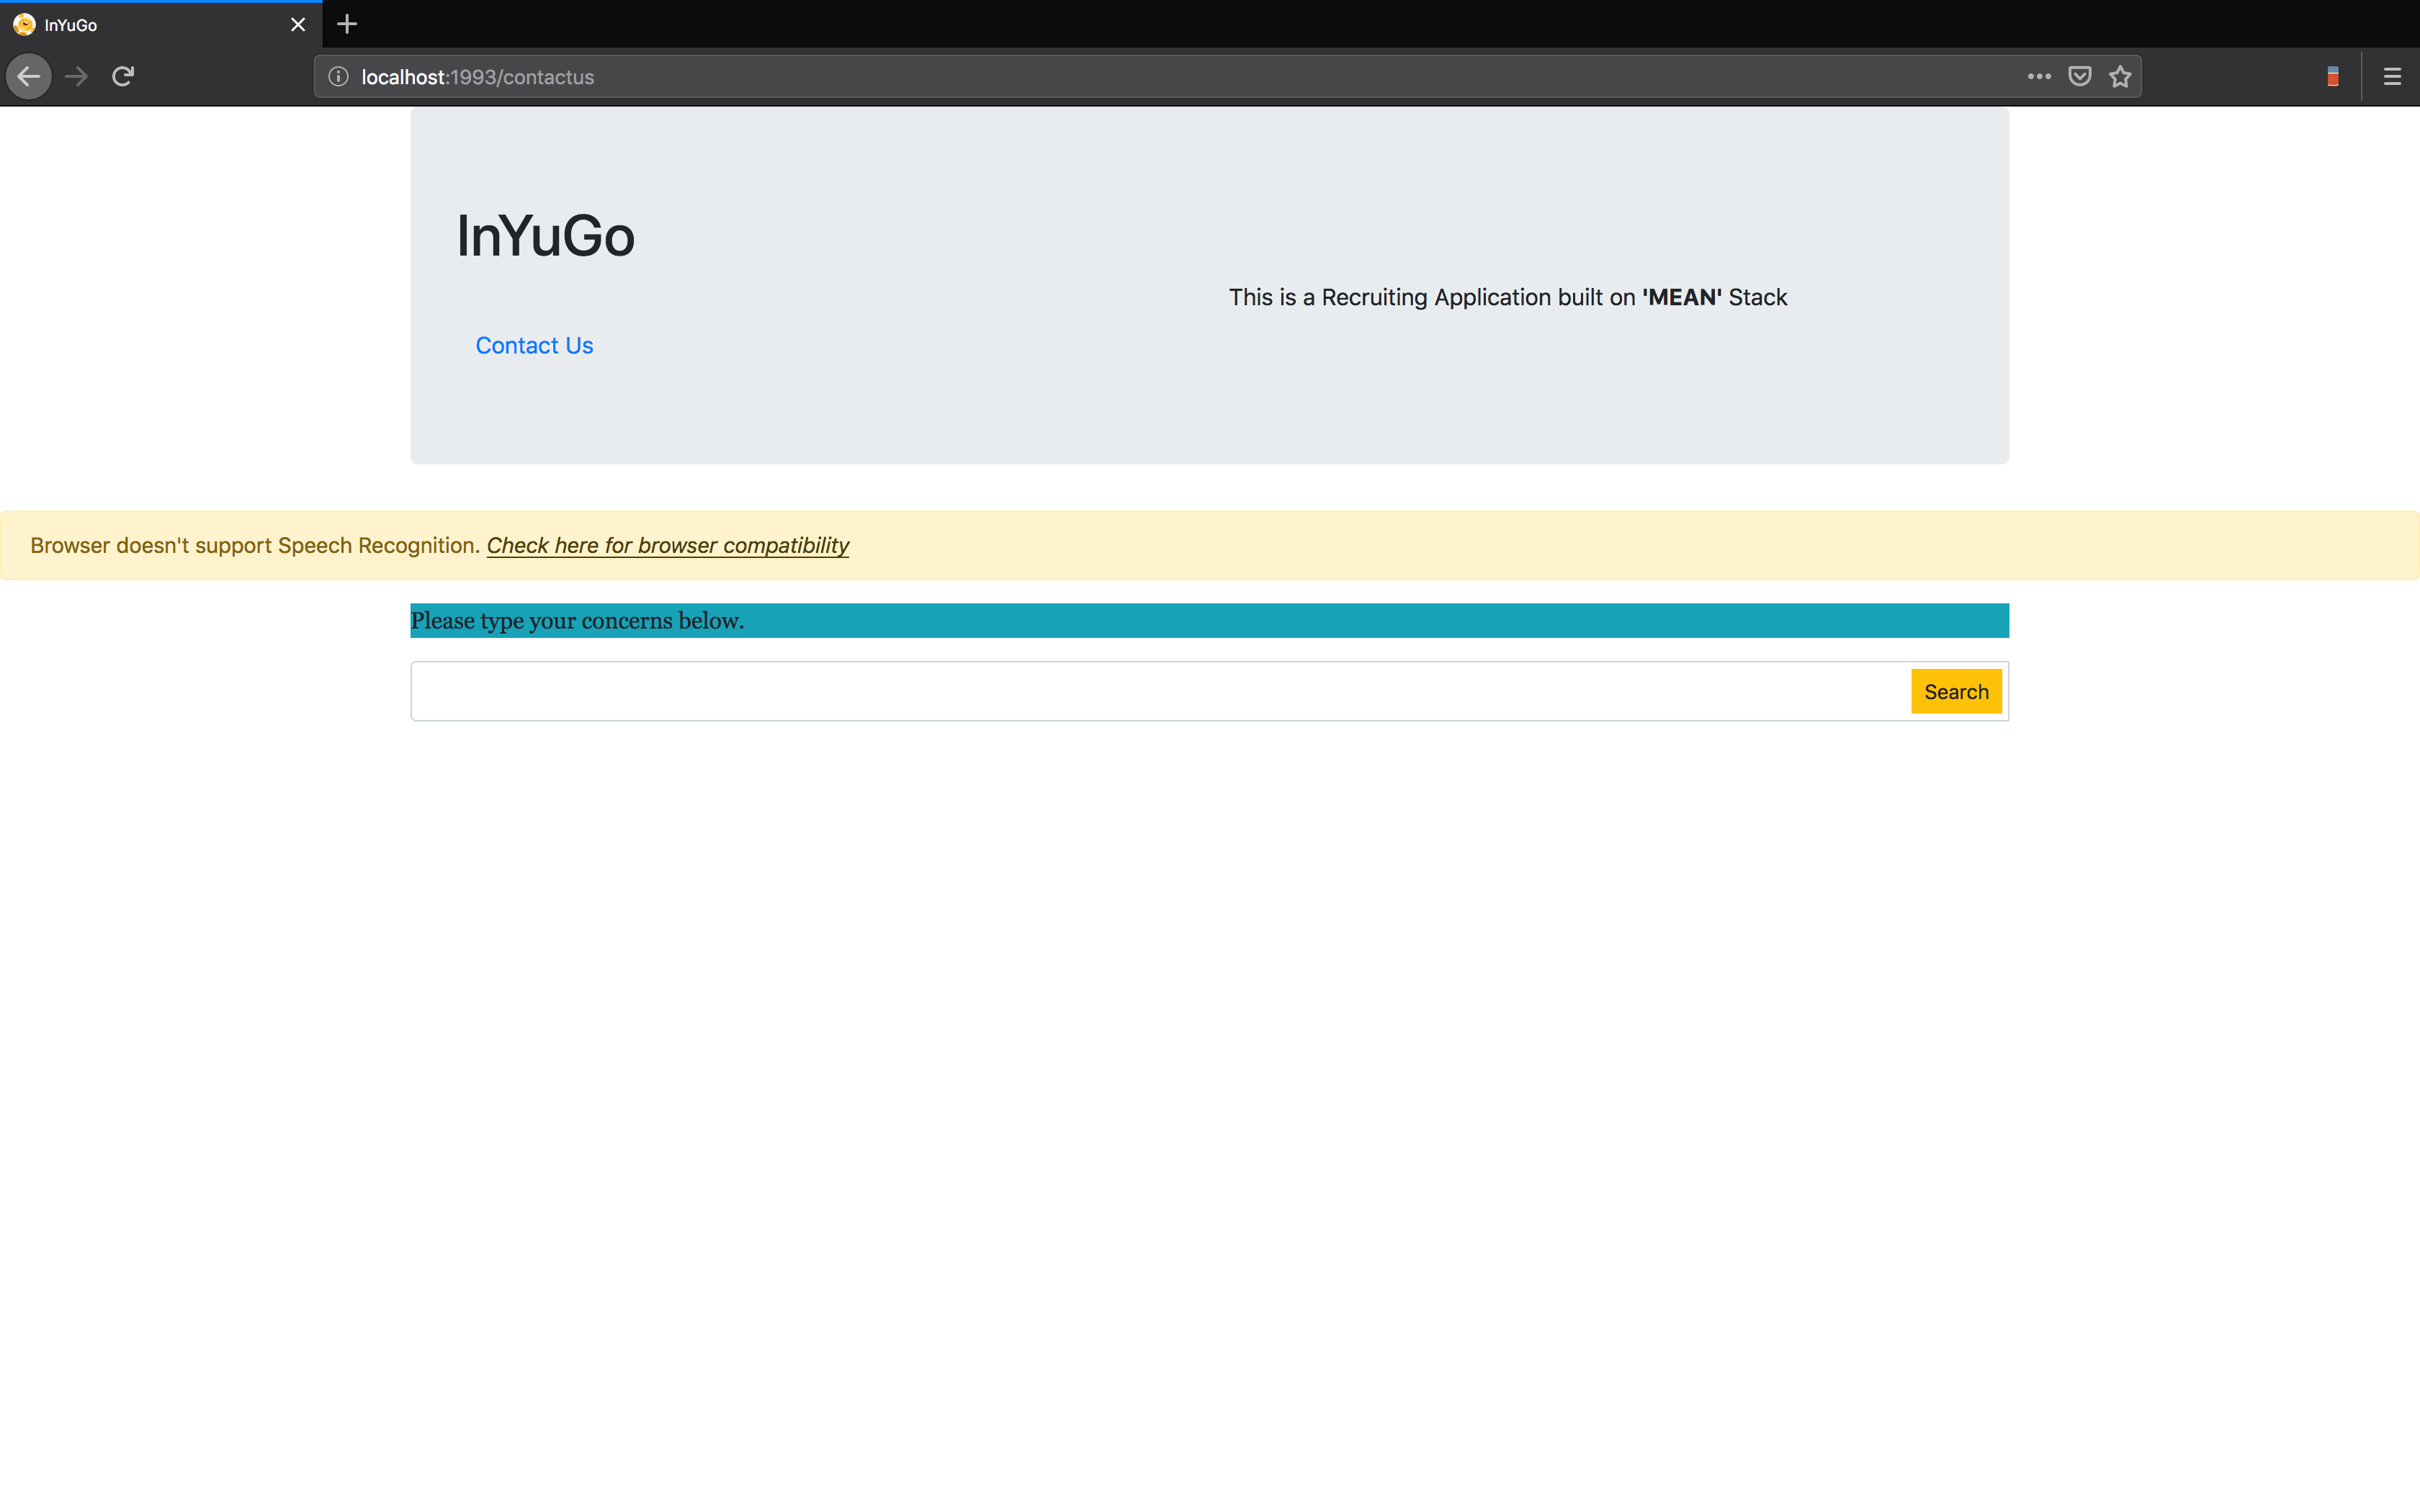 InYuGo
localhost:1993/contactus
InYuGo
This is a Recruiting Application built on 'MEAN' Stack
Contact Us
Browser doesn't support Speech Recognition. Check here for browser compatibility
Please type your concerns below.
Search